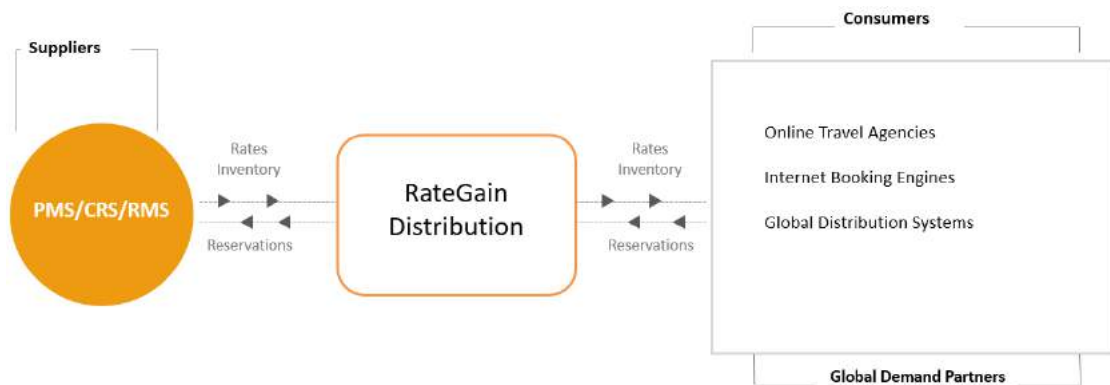 Consumers
Suppliers
Rates
Inventory
Reservations
PMS/CRS/RMS
RateGain
Distribution
Rates
Inventory
Reservations
Online Travel Agencies
Internet Booking Engines
Global Distribution Systems
Global Demand Partners